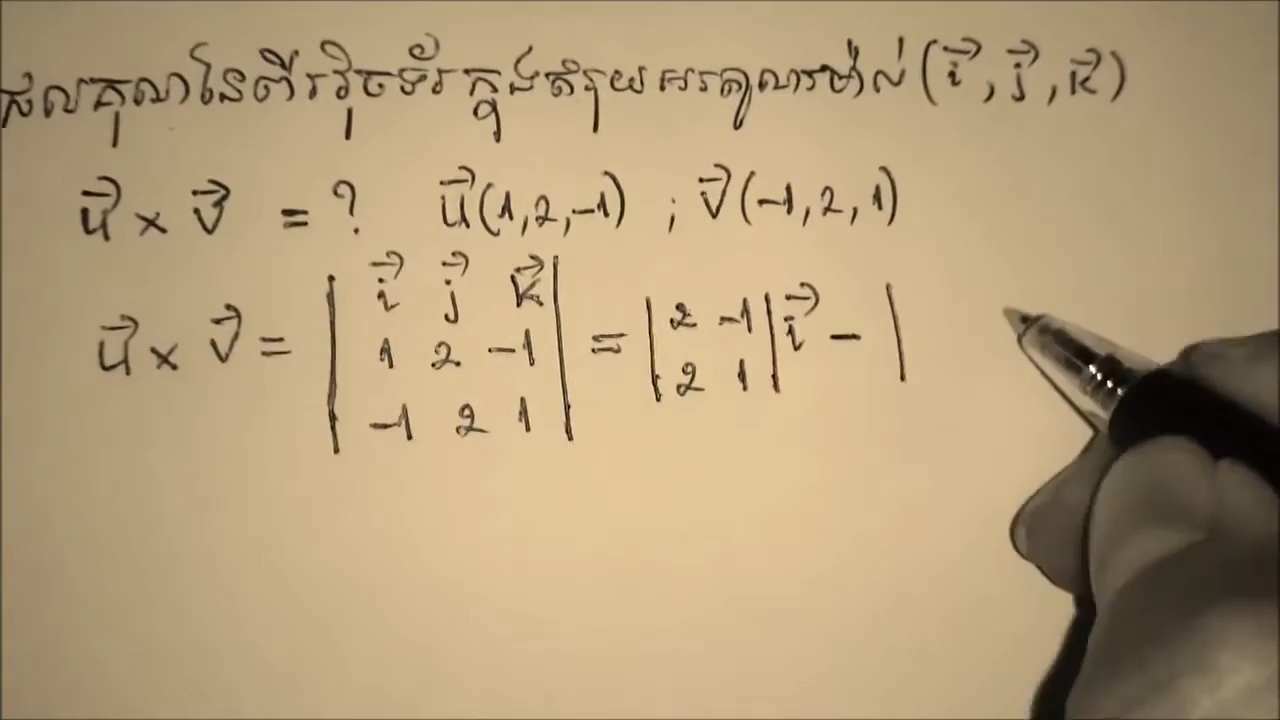 ផលគុណនៃពីរវ៉ិចទ័រក្នុងតំរុយអរតូណរម៉ាល់ (i⃗, j⃗, k⃗)
u⃗ × v⃗ = ? u⃗(1,2,-1) ; v⃗(-1,2,1)
u⃗ × v⃗ = | i⃗ j⃗ k⃗ | = | 2 -1 | i⃗ - |
| 1 2 -1 | | 2 1 |
| -1 2 1 |